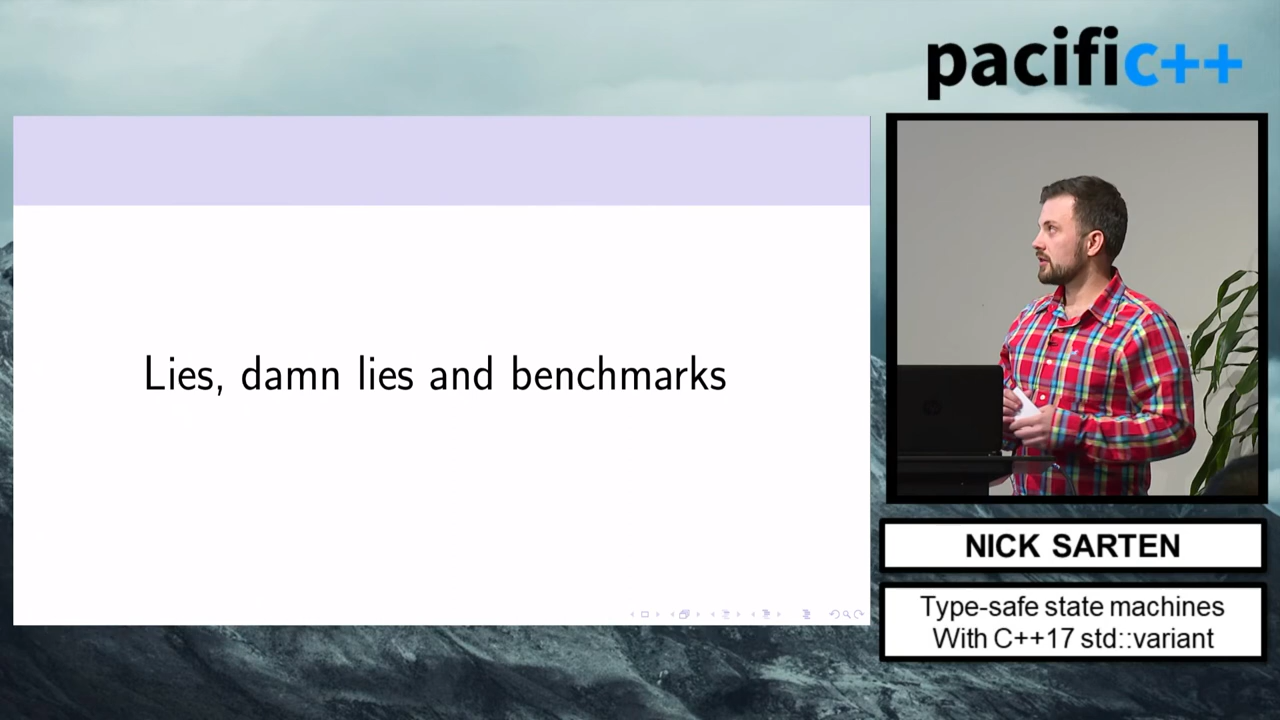 pacific++
Lies, damn lies and benchmarks
NICK SARTEN
Type-safe state machines
With C++17 std::variant